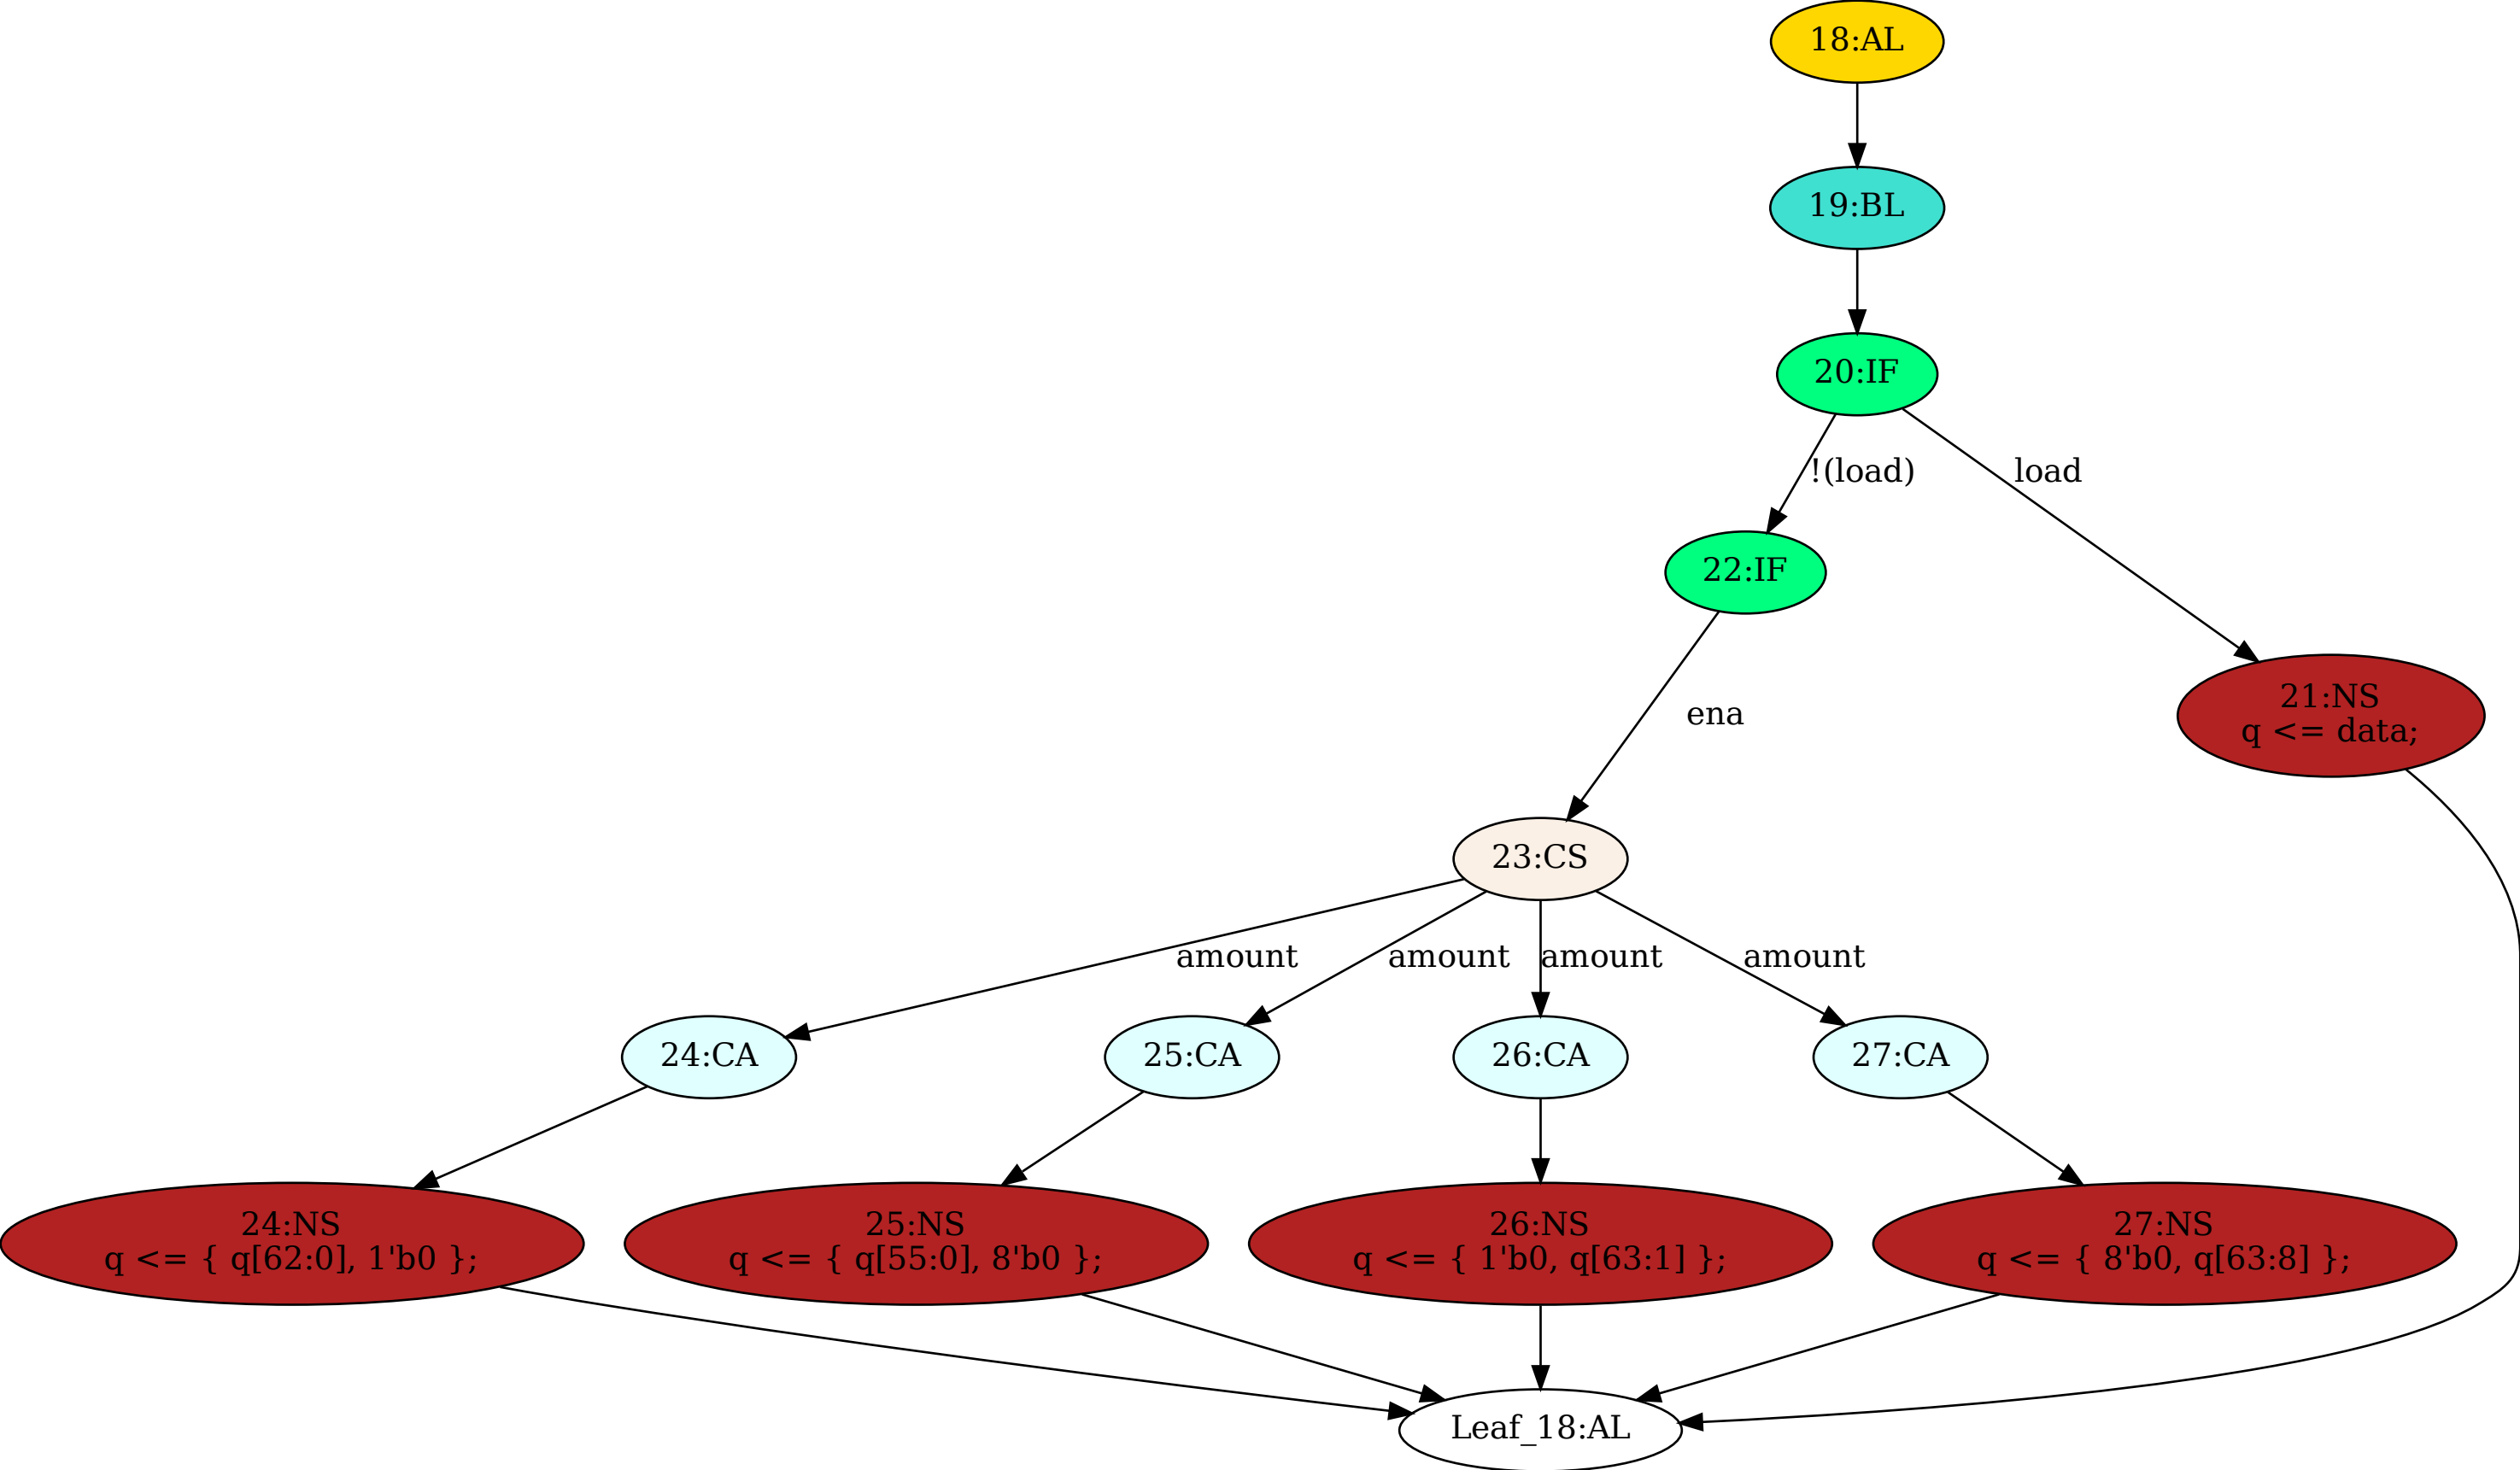 18:AL
19:BL
20:IF
!(load)
load
22:IF
21:NS
q <= data;
ena
23:CS
amount
amount
amount
amount
24:CA
25:CA
26:CA
27:CA
24:NS
q <= { q[62:0], 1'b0 };
25:NS
q <= { q[55:0], 8'b0 };
26:NS
q <= { 1'b0, q[63:1] };
27:NS
q <= { 8'b0, q[63:8] };
Leaf_18:AL